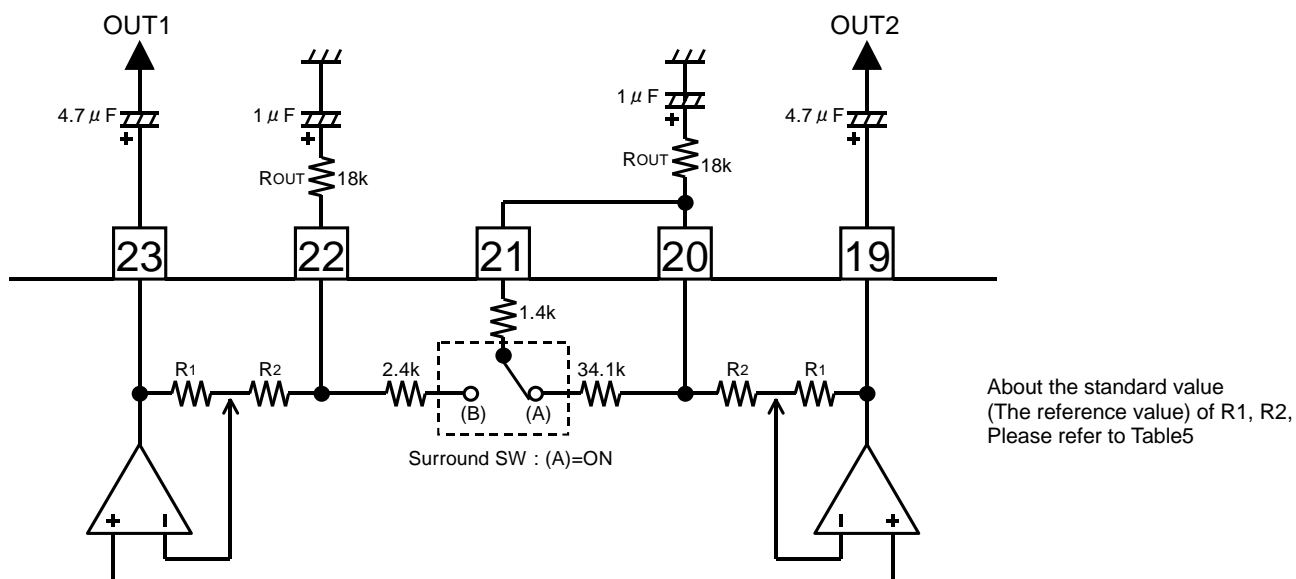 OUT1
OUT2
4.7μF
1μF
1μF
4.7μF
ROUT
18k
ROUT
18k
23
22
21
20
19
1.4k
R1
R2
2.4k
34.1k
R2
R1
(B)
(A)
Surround SW : (A)=ON
About the standard value
(The reference value) of R1, R2,
Please refer to Table5